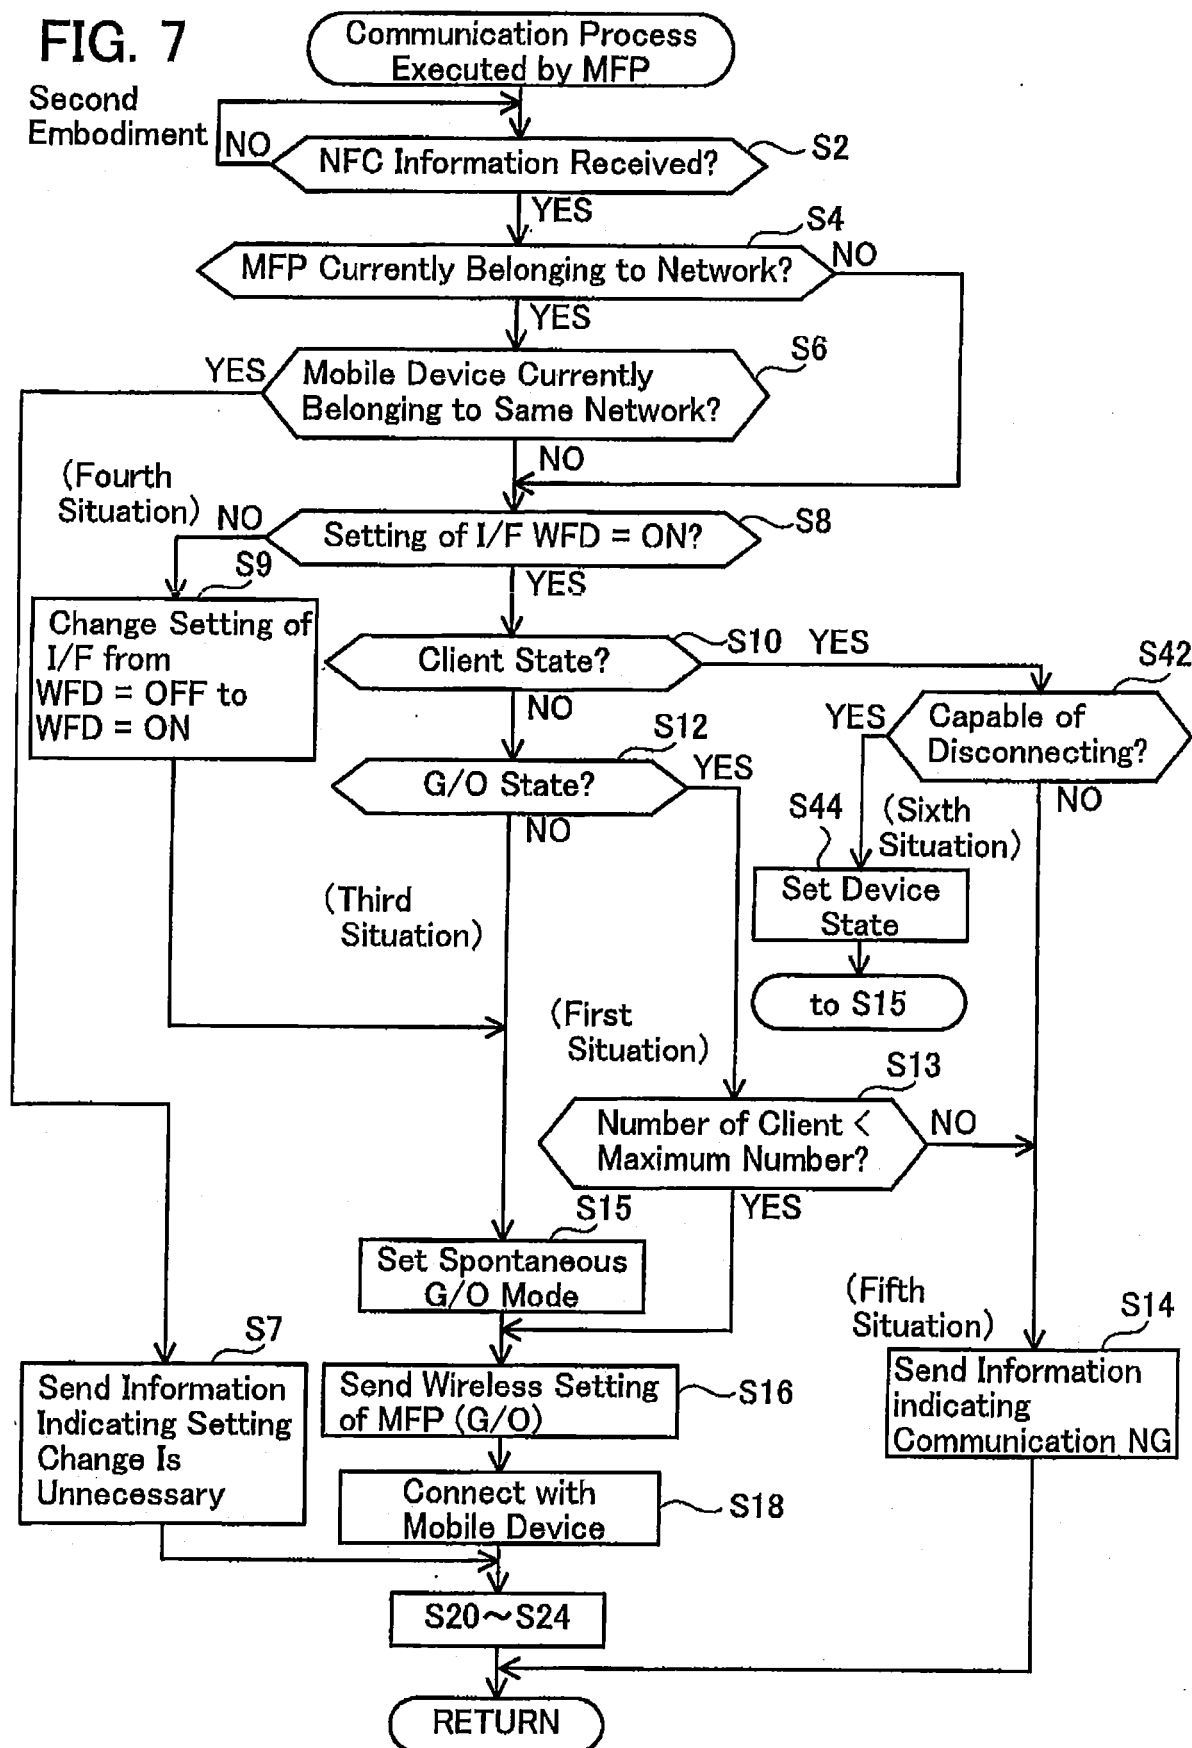 FIG. 7
Second
Embodiment
Communication Process
Executed by MFP
NO
NFC Information Received?
S2
YES
S4
MFP Currently Belonging to Network?
NO
YES
S6
YES
Mobile Device Currently
Belonging to Same Network?
NO
(Fourth
Situation)
NO
Setting of I/F WFD = ON?
S8
YES
S9
Change Setting of
I/F from
WFD = OFF to
WFD = ON
Client State?
S10
YES
S42
NO
YES
Capable of
Disconnecting?
NO
S12
G/O State?
YES
NO
S44
(Sixth
Situation)
Set Device
State
to S15
(Third
Situation)
(First
Situation)
S13
Number of Client <
Maximum Number?
NO
YES
S15
Set Spontaneous
G/O Mode
(Fifth
Situation)
S14
S7
Send Information
Indicating Setting
Change Is
Unnecessary
Send Wireless Setting
of MFP (G/O)
S16
Send Information
indicating
Communication NG
Connect with
Mobile Device
S18
S20~S24
RETURN